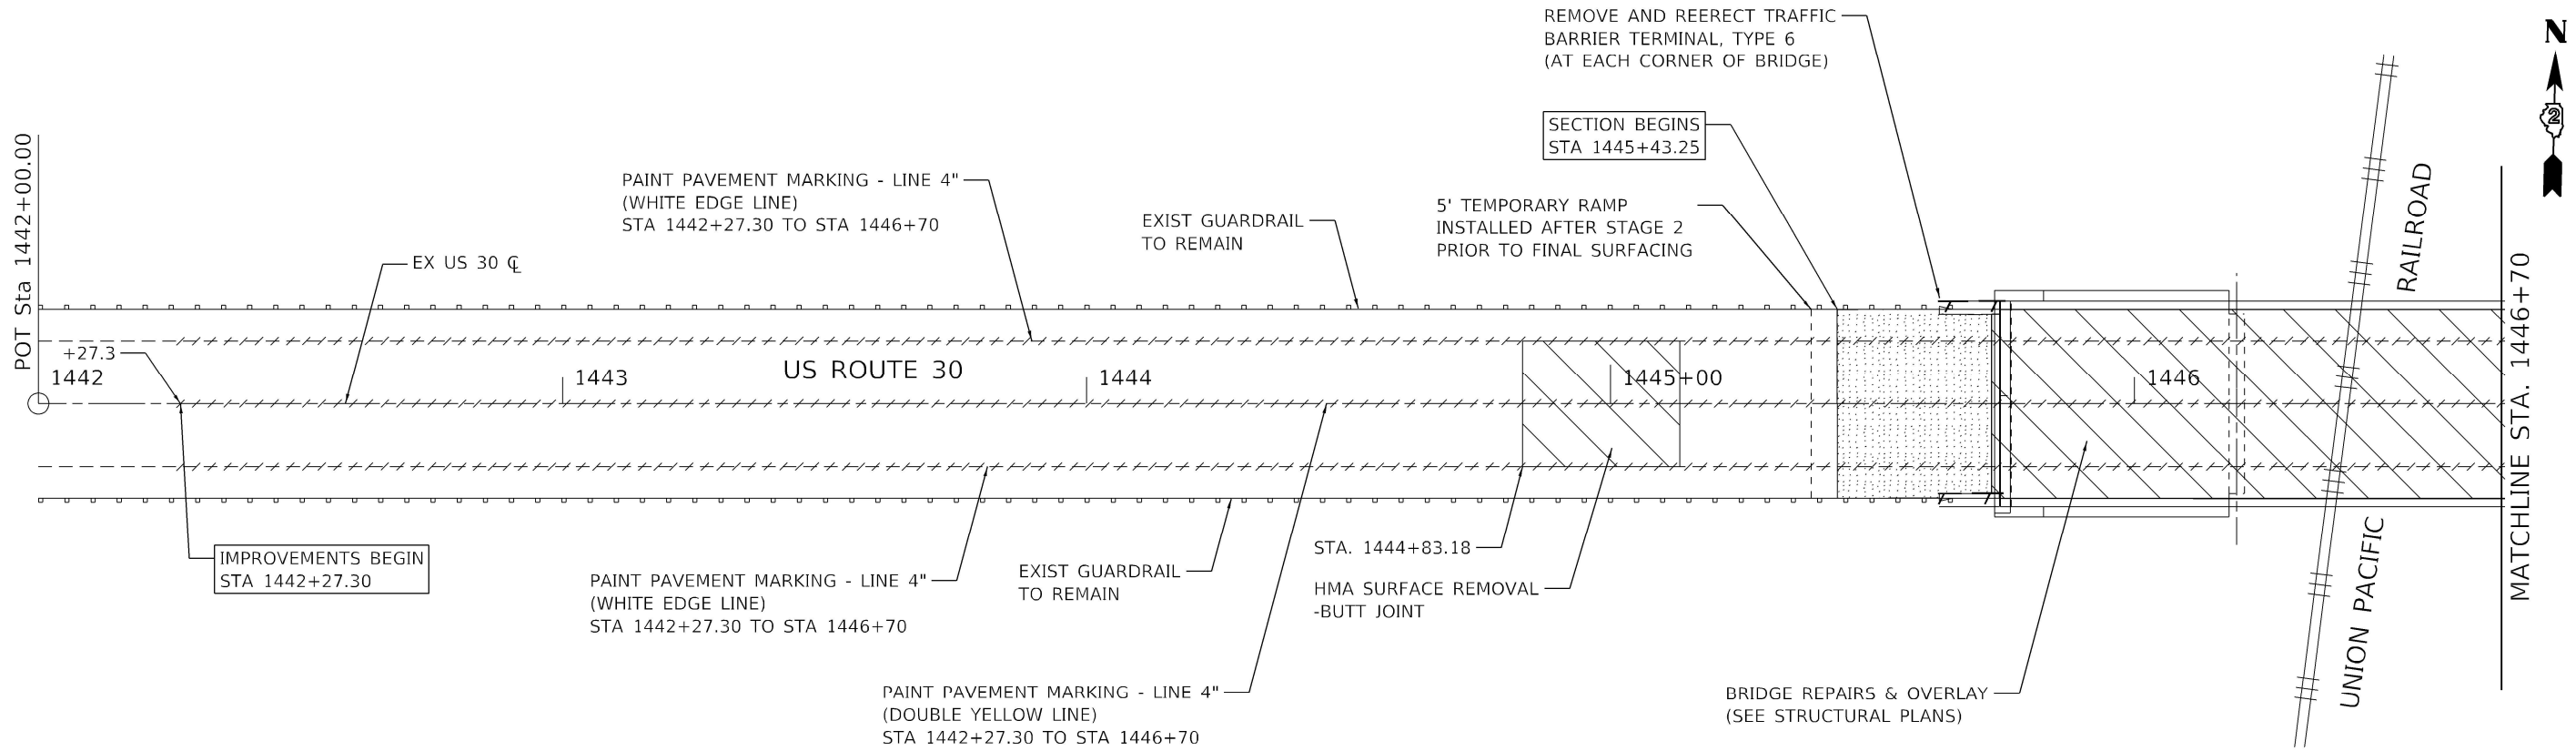 REMOVE AND REERECT TRAFFIC
BARRIER TERMINAL, TYPE 6
(AT EACH CORNER OF BRIDGE)
N
2
SECTION BEGINS
STA 1445+43.25
PAINT PAVEMENT MARKING - LINE 4"
(WHITE EDGE LINE)
STA 1442+27.30 TO STA 1446+70
EXIST GUARDRAIL
TO REMAIN
5' TEMPORARY RAMP
INSTALLED AFTER STAGE 2
PRIOR TO FINAL SURFACING
EX US 30 ℄
POT Sta 1442+00.00
+27.3
1442
1443
US ROUTE 30
1444
1445+00
1446
RAILROAD
UNION PACIFIC
MATCHLINE STA. 1446+70
IMPROVEMENTS BEGIN
STA 1442+27.30
PAINT PAVEMENT MARKING - LINE 4"
(WHITE EDGE LINE)
STA 1442+27.30 TO STA 1446+70
EXIST GUARDRAIL
TO REMAIN
STA. 1444+83.18
HMA SURFACE REMOVAL
-BUTT JOINT
PAINT PAVEMENT MARKING - LINE 4"
(DOUBLE YELLOW LINE)
STA 1442+27.30 TO STA 1446+70
BRIDGE REPAIRS & OVERLAY
(SEE STRUCTURAL PLANS)